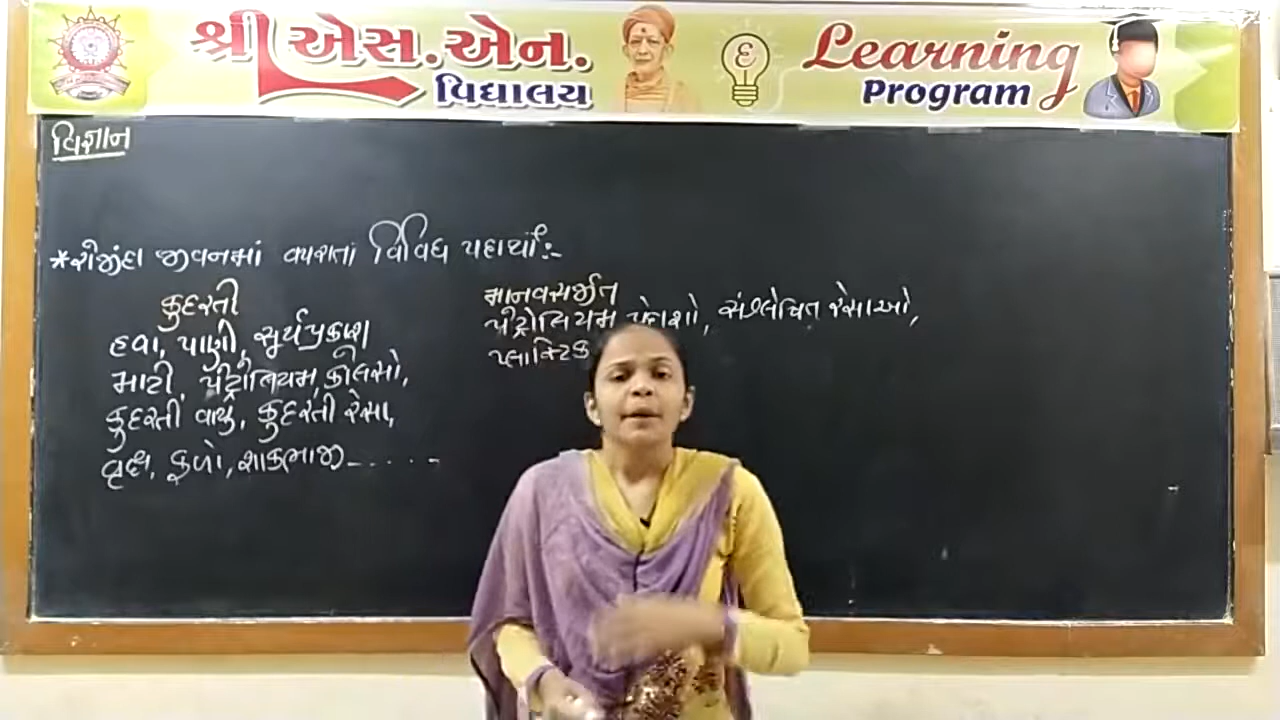 શ્રી એસ.એન.
વિદ્યાલય
Learning
Program
વિજ્ઞાન
*રોજીંદા જીવનમાં વપરાતાં વિવિધ પદાર્થો:-
કુદરતી
હવા, પાણી, સૂર્યપ્રકાશ
માટી, પેટ્રોલિયમ, કોલસો,
કુદરતી વાયુ, કુદરતી રેસા,
વૃક્ષ, ફળો, શાકભાજી-.....
માનવસર્જીત
પેટ્રોલિયમ પેદાશો, સંશ્લેષિત રેસાઓ,
પ્લાસ્ટિક